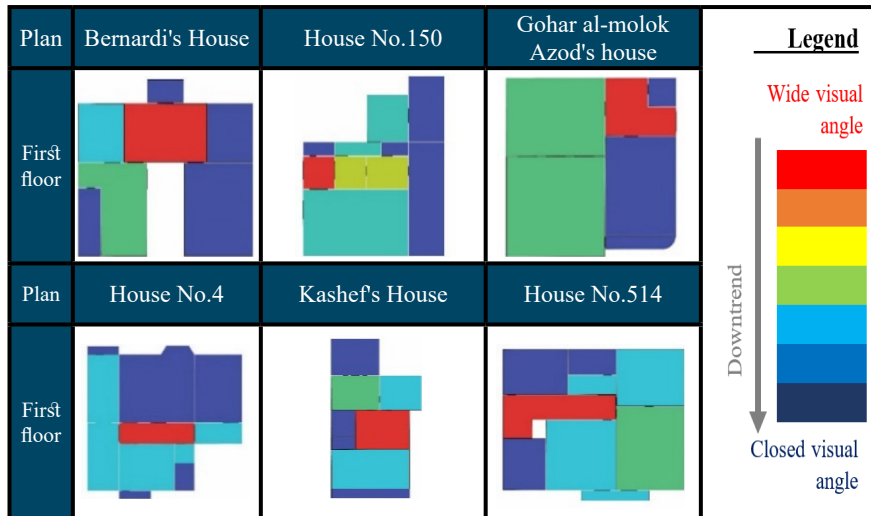 Plan
Bernardi's House
House No.150
Gohar al-molok
Azod's house
First
floor
Plan
House No.4
Kashef's House
House No.514
First
floor
Legend
Wide visual
angle
Downtrend
Closed visual
angle